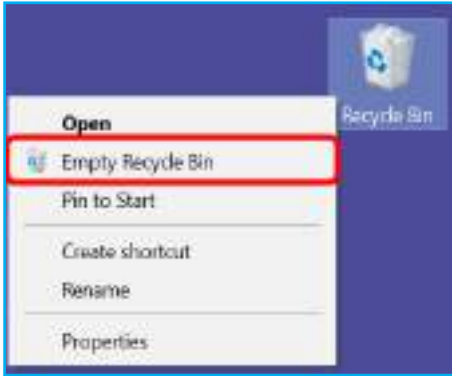 Recycle Bin
Open
Empty Recycle Bin
Pin to Start
Create shortcut
Rename
Properties